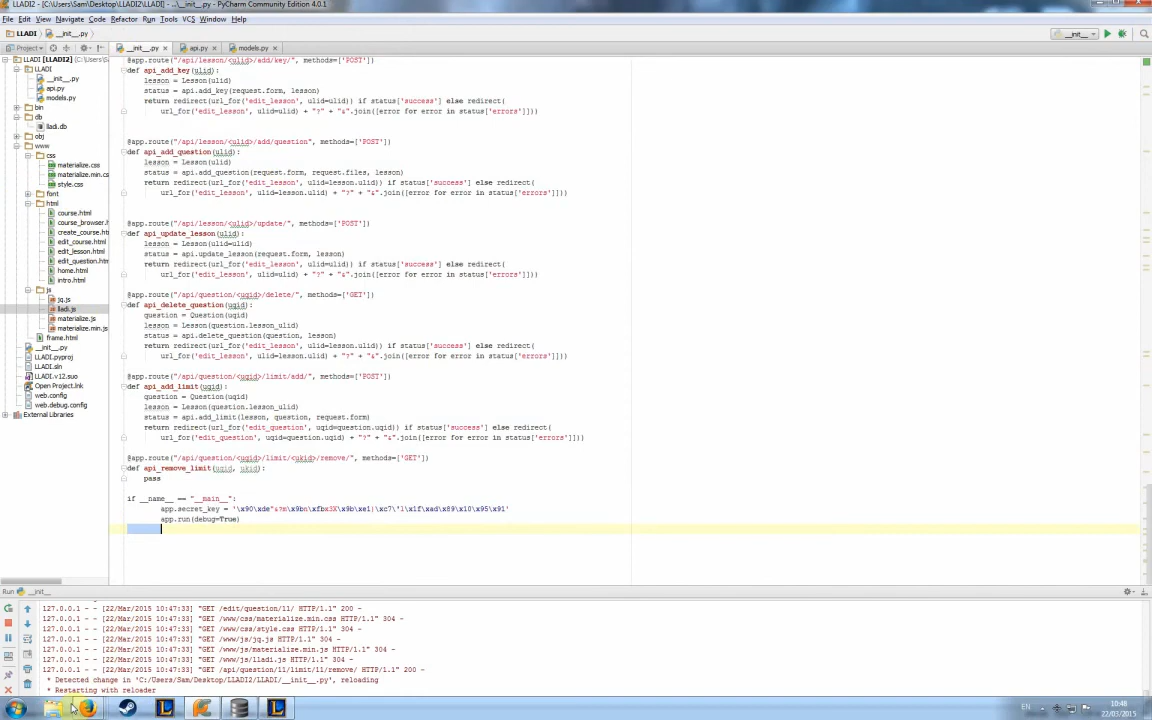 LLADI2 - [C:\Users\Sam\Desktop\LLADI2\LLADI] - ...\__init__.py - PyCharm Community Edition 4.0.1
File Edit View Navigate Code Refactor Run Tools VCS Window Help
LLADI __init__.py
__init__
Project
__init__.py api.py models.py
LLADI [LLADI2] (C:\Users\S
LLADI
__init__.py
api.py
models.py
bin
db
lladi.db
obj
www
css
materialize.css
materialize.min.cs
style.css
font
html
course.html
course_browser.h
create_course.htm
edit_course.html
edit_lesson.html
edit_question.htm
home.html
intro.html
js
jq.js
lladi.js
materialize.js
materialize.min.js
frame.html
__init__.py
LLADI.pyproj
LLADI.sln
LLADI.v12.suo
Open Project.lnk
web.config
web.debug.config
External Libraries
@app.route("/api/lesson/<ulid>/add/key/", methods=['POST'])
def api_add_key(ulid):
lesson = Lesson(ulid)
status = api.add_key(request.form, lesson)
return redirect(url_for('edit_lesson', ulid=ulid)) if status['success'] else redirect(
url_for('edit_lesson', ulid=ulid) + "?" + "&".join([error for error in status['errors']]))
@app.route("/api/lesson/<ulid>/add/question", methods=['POST'])
def api_add_question(ulid):
lesson = Lesson(ulid)
status = api.add_question(request.form, request.files, lesson)
return redirect(url_for('edit_lesson', ulid=lesson.ulid)) if status['success'] else redirect(
url_for('edit_lesson', ulid=lesson.ulid) + "?" + "&".join([error for error in status['errors']]))
@app.route("/api/lesson/<ulid>/update/", methods=['POST'])
def api_update_lesson(ulid):
lesson = Lesson(ulid=ulid)
status = api.update_lesson(request.form, lesson)
return redirect(url_for('edit_lesson', ulid=ulid)) if status['success'] else redirect(
url_for('edit_lesson', ulid=ulid) + "?" + "&".join([error for error in status['errors']]))
@app.route("/api/question/<uqid>/delete/", methods=['GET'])
def api_delete_question(uqid):
question = Question(uqid)
lesson = Lesson(question.lesson_ulid)
status = api.delete_question(question, lesson)
return redirect(url_for('edit_lesson', ulid=lesson.ulid)) if status['success'] else redirect(
url_for('edit_lesson', ulid=lesson.ulid) + "?" + "&".join([error for error in status['errors']]))
@app.route("/api/question/<uqid>/limit/add/", methods=['POST'])
def api_add_limit(uqid):
question = Question(uqid)
lesson = Lesson(question.lesson_ulid)
status = api.add_limit(lesson, question, request.form)
return redirect(url_for('edit_question', uqid=question.uqid)) if status['success'] else redirect(
url_for('edit_question', uqid=question.uqid) + "?" + "&".join([error for error in status['errors']]))
@app.route("/api/question/<uqid>/limit/<ukid>/remove/", methods=['GET'])
def api_remove_limit(uqid, ukid):
pass
if __name__ == "__main__":
app.secret_key = '\x90\xde"&?m\x9bn\xfbx3X\x9b\xe1)\xc7\'l\x1f\xad\x89\x10\x95\x91'
app.run(debug=True)
Run __init__
127.0.0.1 - - [22/Mar/2015 10:47:33] "GET /edit/question/11/ HTTP/1.1" 200 -
127.0.0.1 - - [22/Mar/2015 10:47:33] "GET /www/css/materialize.min.css HTTP/1.1" 304 -
127.0.0.1 - - [22/Mar/2015 10:47:33] "GET /www/css/style.css HTTP/1.1" 304 -
127.0.0.1 - - [22/Mar/2015 10:47:33] "GET /www/js/jq.js HTTP/1.1" 304 -
127.0.0.1 - - [22/Mar/2015 10:47:33] "GET /www/js/materialize.min.js HTTP/1.1" 304 -
127.0.0.1 - - [22/Mar/2015 10:47:33] "GET /www/js/lladi.js HTTP/1.1" 304 -
127.0.0.1 - - [22/Mar/2015 10:47:33] "GET /api/question/11/limit/11/remove/ HTTP/1.1" 200 -
* Detected change in 'C:/Users/Sam/Desktop/LLADI2/LLADI/__init__.py', reloading
* Restarting with reloader
EN
10:48
22/03/2015